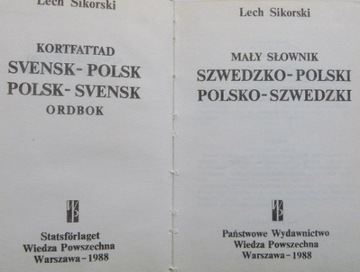 Lech Sikorski
KORTFATTAD
SVENSK-POLSK
POLSK-SVENSK
ORDBOK
Statsförlaget
Wiedza Powszechna
Warszawa-1988
Lech Sikorski
MAŁY SŁOWNIK
SZWEDZKO-POLSKI
POLSKO-SZWEDZKI
Państwowe Wydawnictwo
Wiedza Powszechna
Warszawa-1988